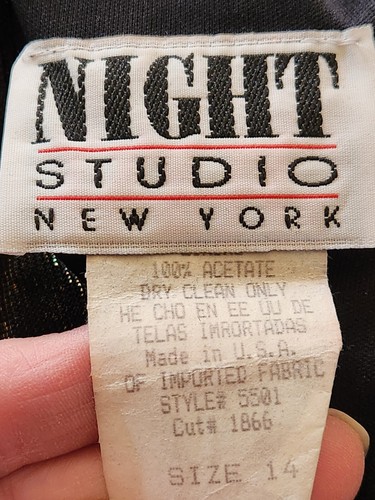 NIGHT
STUDIO
NEW YORK
100% ACETATE
DRY CLEAN ONLY
HE CHO EN EE UU DE
TELAS IMRORTADAS
Made in U.S.A.
OF IMPORTED FABRIC
STYLE# 5501
Cut# 1866
SIZE 14